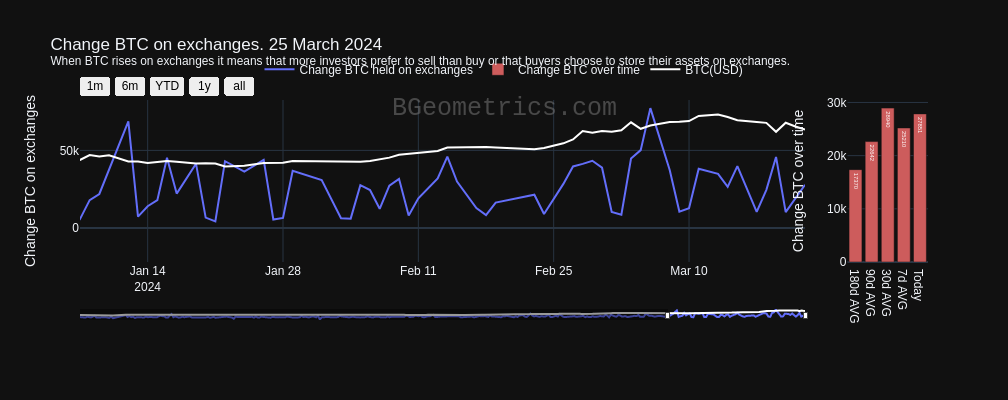 Change BTC on exchanges. 25 March 2024
When BTC rises on exchanges it means that more investors prefer to sell than buy or that buyers choose to store their assets on exchanges.
Change BTC held on exchanges
Change BTC over time
BTC(USD)
1m
6m
YTD
1y
all
BGeometrics.com
Change BTC on exchanges
50k
0
Jan 14
2024
Jan 28
Feb 11
Feb 25
Mar 10
Change BTC over time
30k
20k
10k
0
180d AVG
90d AVG
30d AVG
7d AVG
Today